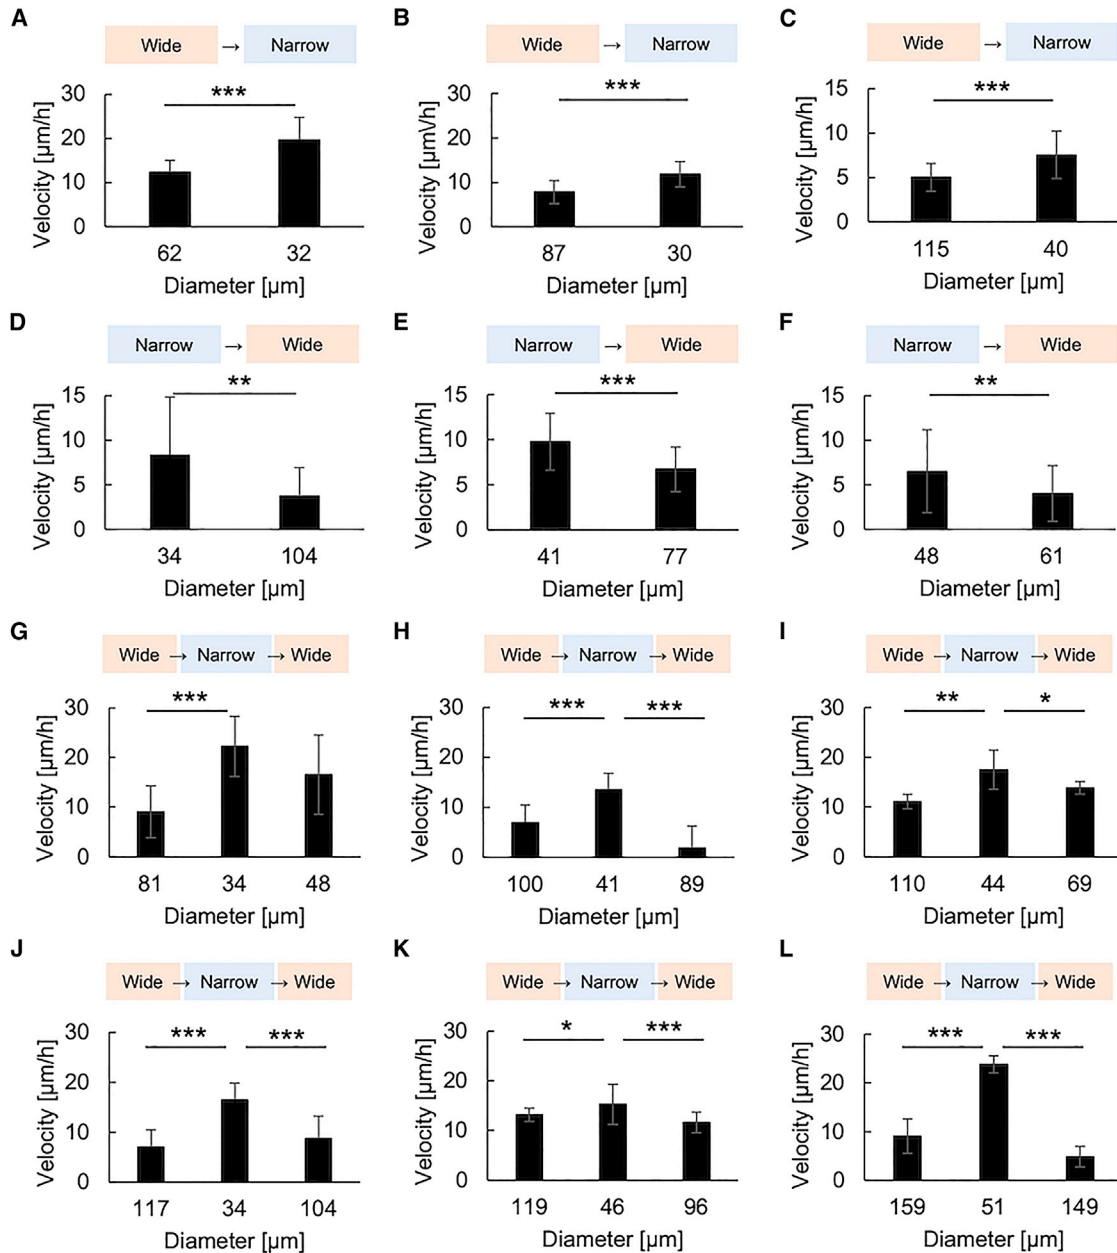 A
Wide → Narrow
Velocity [μm/h]
30
20
10
0
***
62 32
Diameter [μm]
B
Wide → Narrow
Velocity [μmVh]
30
20
10
0
***
87 30
Diameter [μm]
C
Wide → Narrow
Velocity [μm/h]
15
10
5
0
***
115 40
Diameter [μm]
D
Narrow → Wide
Velocity [μm/h]
15
10
5
0
**
34 104
Diameter [μm]
E
Narrow → Wide
Velocity [μm/h]
15
10
5
0
***
41 77
Diameter [μm]
F
Narrow → Wide
Velocity [μm/h]
15
10
5
0
**
48 61
Diameter [μm]
G
Wide → Narrow → Wide
Velocity [μm/h]
30
20
10
0
***
81 34 48
Diameter [μm]
H
Wide → Narrow → Wide
Velocity [μm/h]
30
20
10
0
*** ***
100 41 89
Diameter [μm]
I
Wide → Narrow → Wide
Velocity [μm/h]
30
20
10
0
** *
110 44 69
Diameter [μm]
J
Wide → Narrow → Wide
Velocity [μm/h]
30
20
10
0
*** ***
117 34 104
Diameter [μm]
K
Wide → Narrow → Wide
Velocity [μm/h]
30
20
10
0
* ***
119 46 96
Diameter [μm]
L
Wide → Narrow → Wide
Velocity [μm/h]
30
20
10
0
*** ***
159 51 149
Diameter [μm]